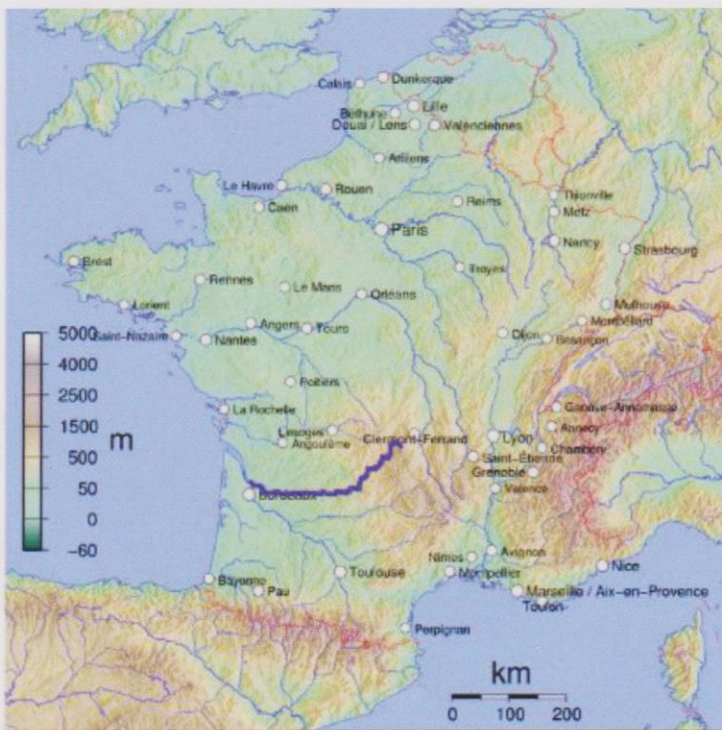 Calais
Dunkerque
Lille
Béthune
Douai / Lens
Valenciennes
Amiens
Le Havre
Rouen
Caen
Reims
Thionville
Metz
Paris
Nancy
Strasbourg
Brest
Rennes
Le Mans
Orléans
Troyes
Lorient
Mulhouse
Montbéliard
Saint-Nazaire
Nantes
Angers
Tours
Dijon
Besançon
Poitiers
La Rochelle
Genève-Annemasse
Limoges
Angoulême
Clermont-Ferrand
Lyon
Annecy
Saint-Étienne
Chambéry
Grenoble
Valence
Bordeaux
Nîmes
Avignon
Montpellier
Nice
Toulouse
Bayonne
Pau
Marseille / Aix-en-Provence
Toulon
Perpignan
5000
4000
2500
1500
500
50
0
-60
m
km
0 100 200